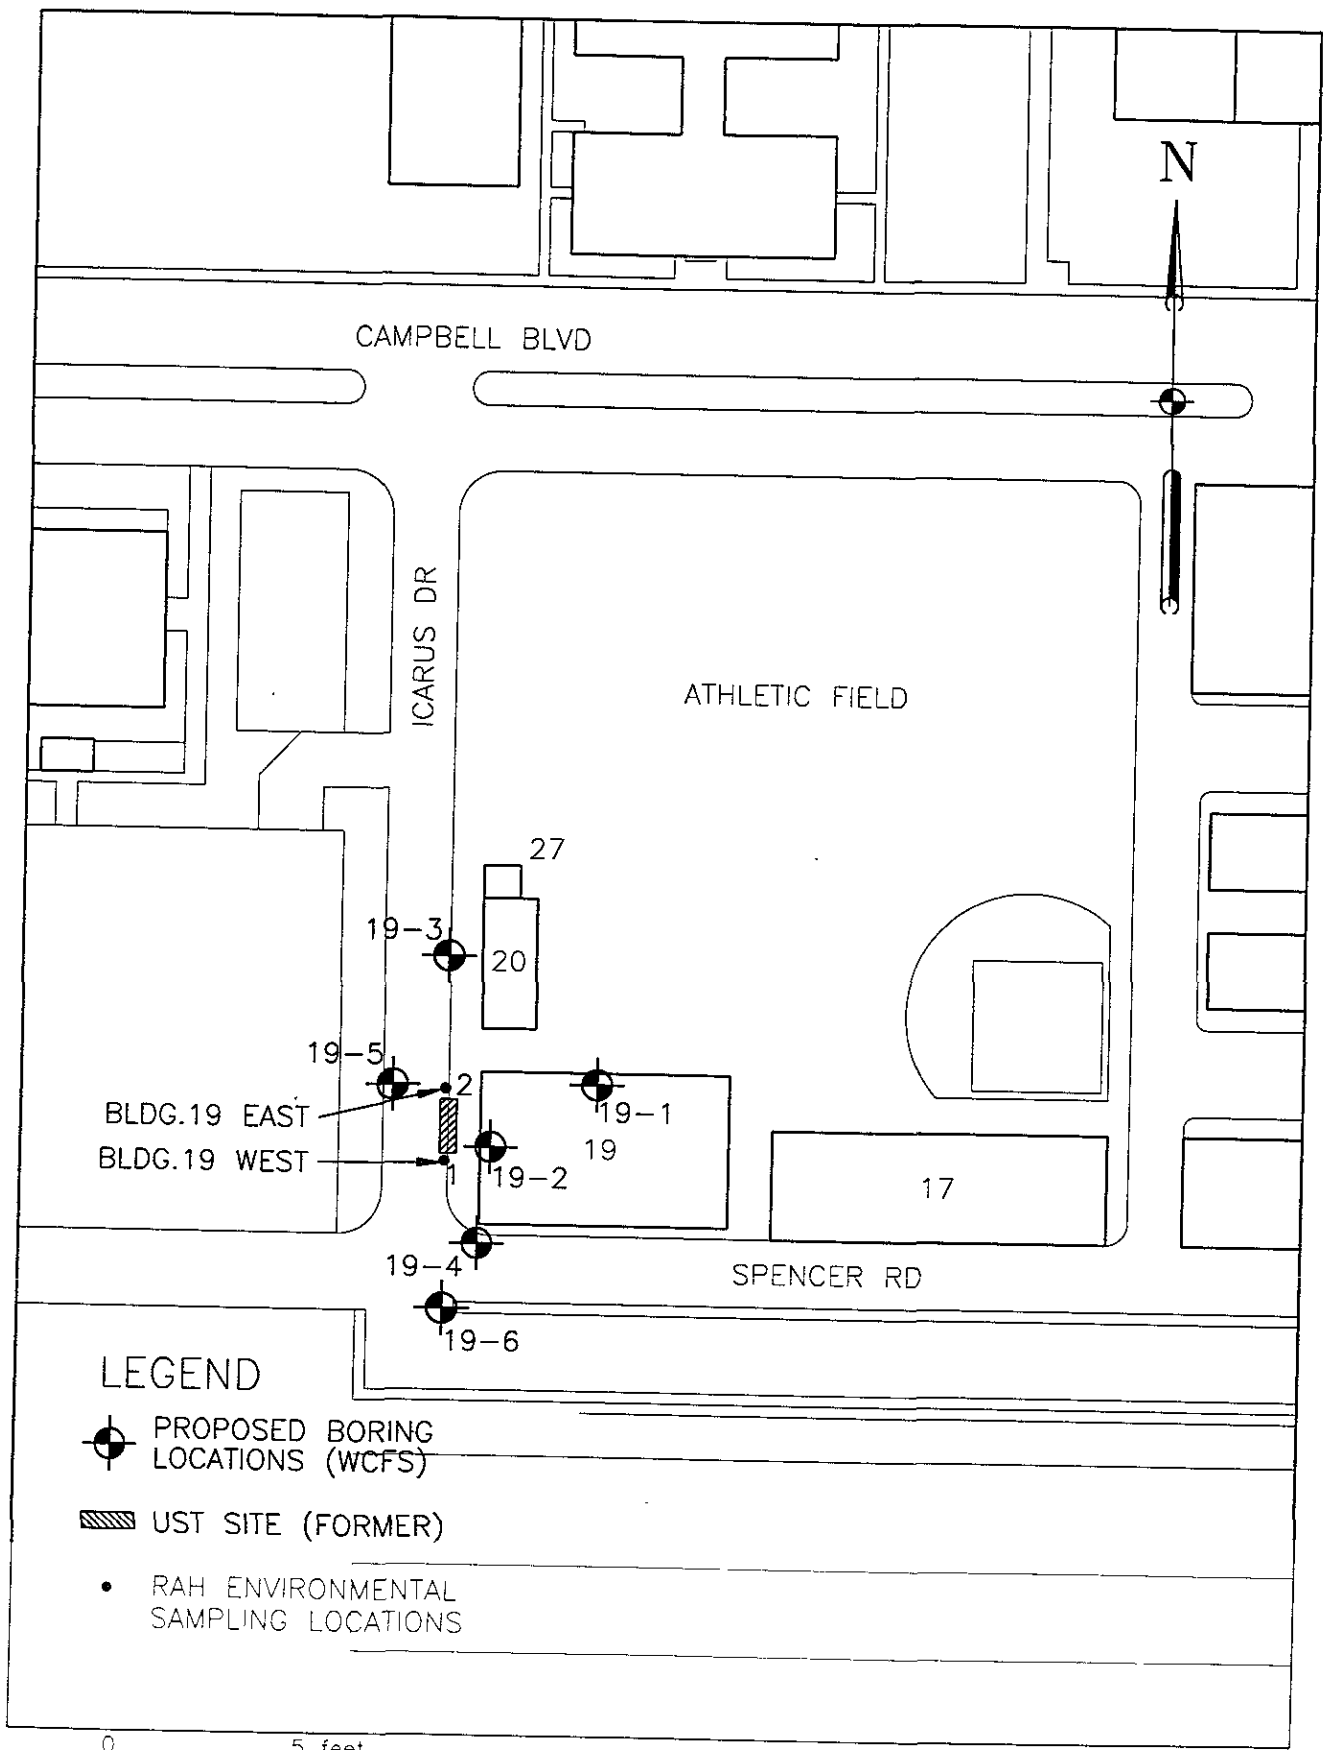 N
CAMPBELL BLVD
ICARUS DR
ATHLETIC FIELD
27
19-3
20
19-5
2
19-1
BLDG.19 EAST
19
BLDG.19 WEST
1
19-2
17
19-4
SPENCER RD
19-6
LEGEND
PROPOSED BORING
LOCATIONS (WCFS)
UST SITE (FORMER)
RAH ENVIRONMENTAL
SAMPLING LOCATIONS
0 5 feet